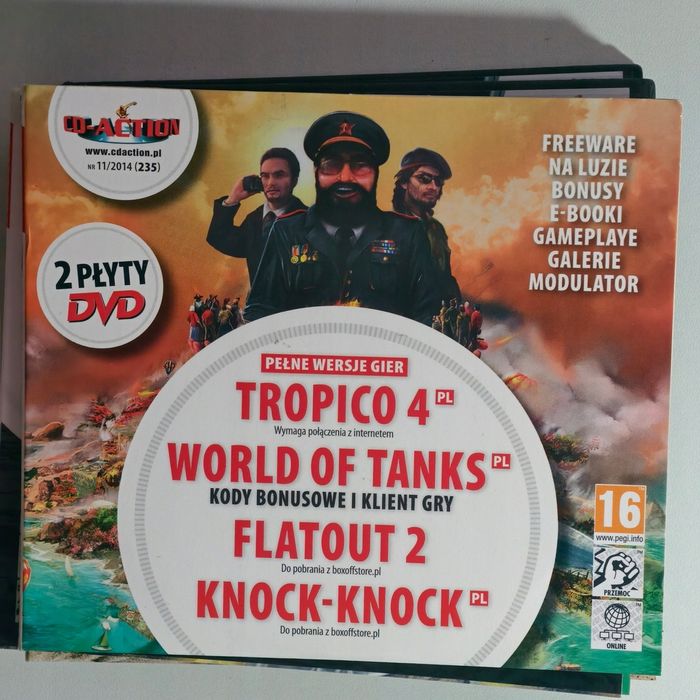 CD-ACTION
www.cdaction.pl
NR 11/2014 (235)
2 PŁYTY
DVD
FREEWARE
NA LUZIE
BONUSY
E-BOOKI
GAMEPLAYE
GALERIE
MODULATOR
PEŁNE WERSJE GIER
TROPICO 4 PL
Wymaga połączenia z internetem
WORLD OF TANKS PL
KODY BONUSOWE I KLIENT GRY
FLATOUT 2
Do pobrania z boxoffstore.pl
KNOCK-KNOCK PL
Do pobrania z boxoffstore.pl
16
www.pegi.info
PRZEMOC
ONLINE